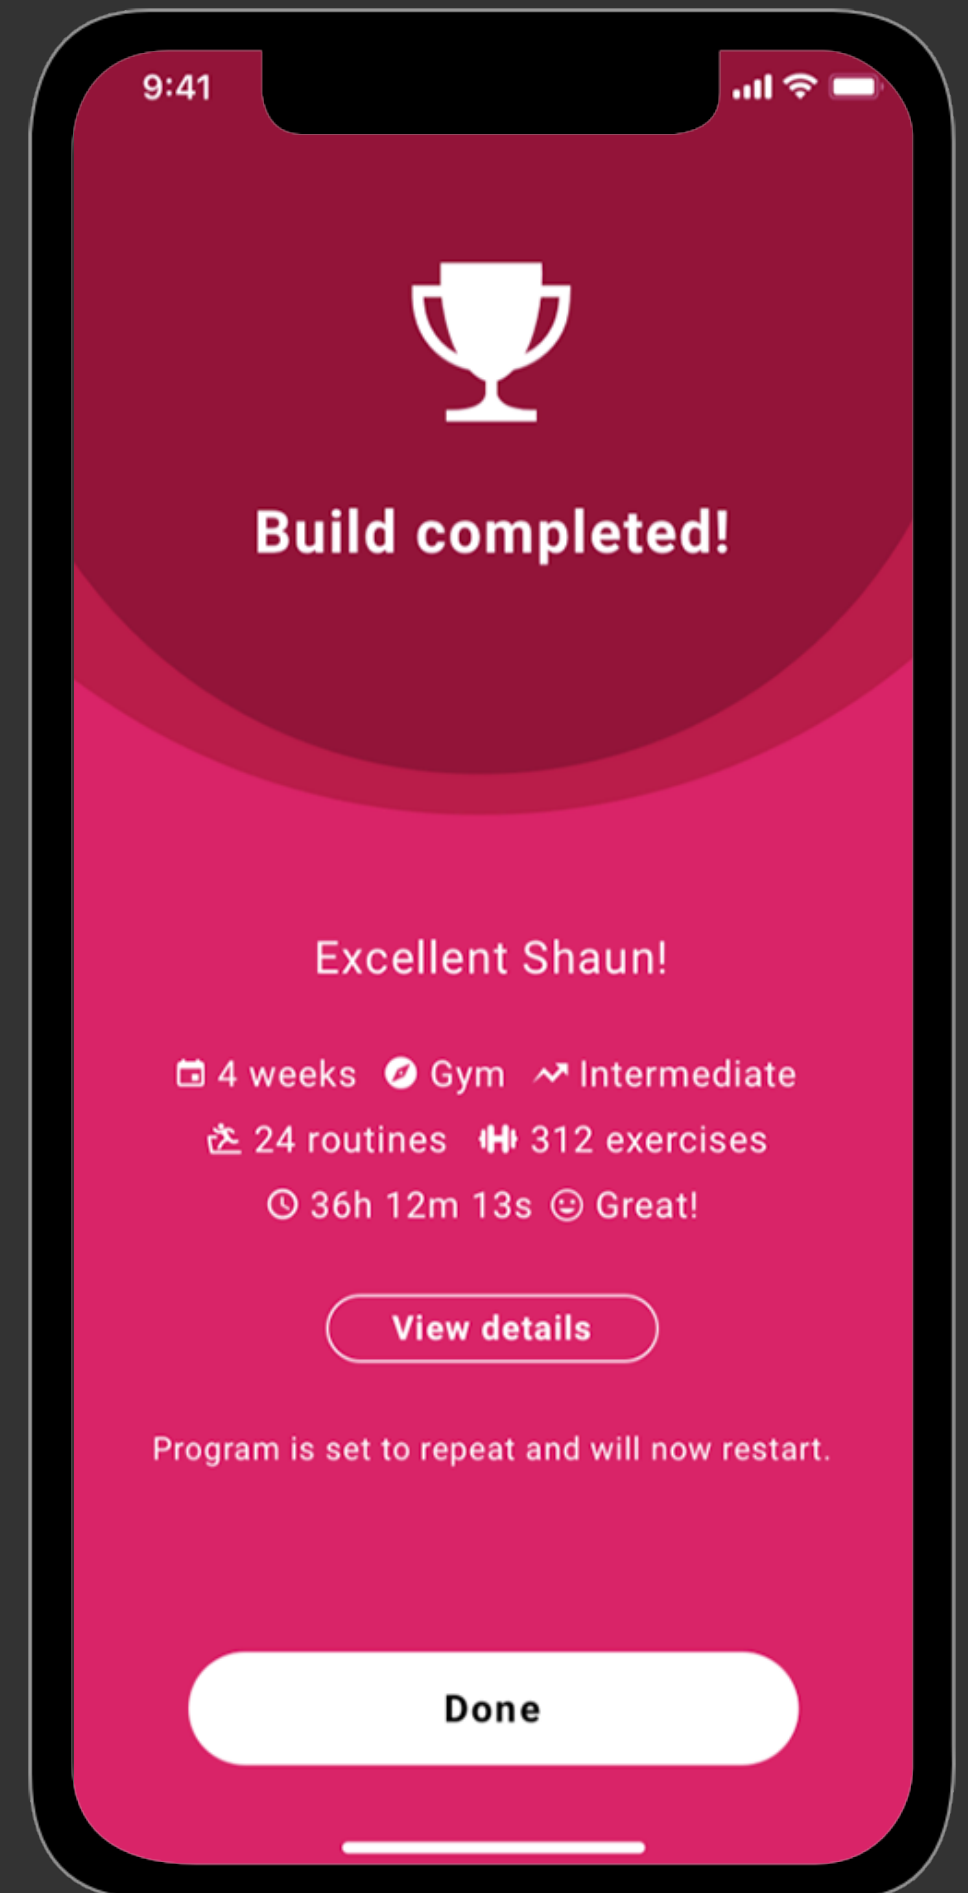 9:41
Build completed!
Excellent Shaun!
4 weeks Gym Intermediate
24 routines 312 exercises
36h 12m 13s Great!
View details
Program is set to repeat and will now restart.
Done